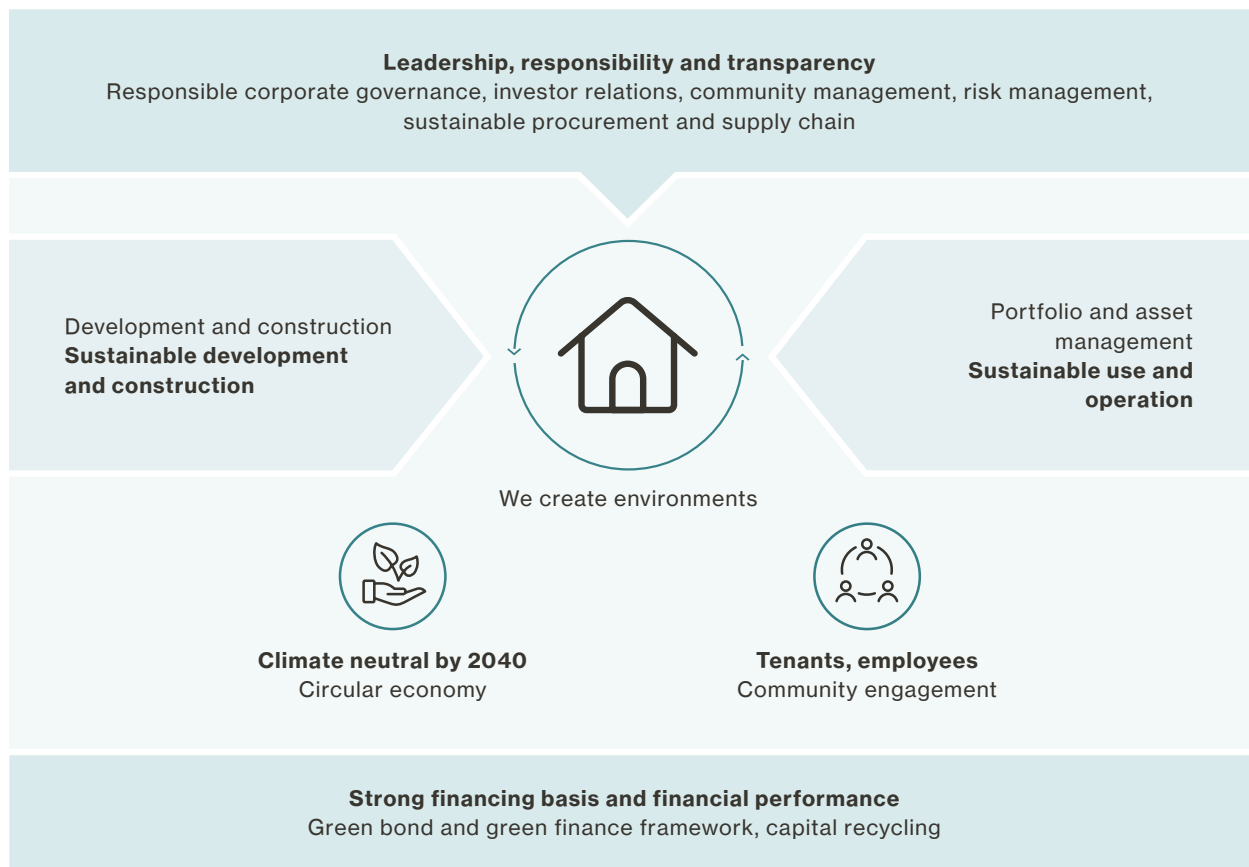 Leadership, responsibility and transparency
Responsible corporate governance, investor relations, community management, risk management,
sustainable procurement and supply chain
Development and construction
Sustainable development
and construction
Portfolio and asset
management
Sustainable use and
operation
We create environments
Climate neutral by 2040
Circular economy
Tenants, employees
Community engagement
Strong financing basis and financial performance
Green bond and green finance framework, capital recycling